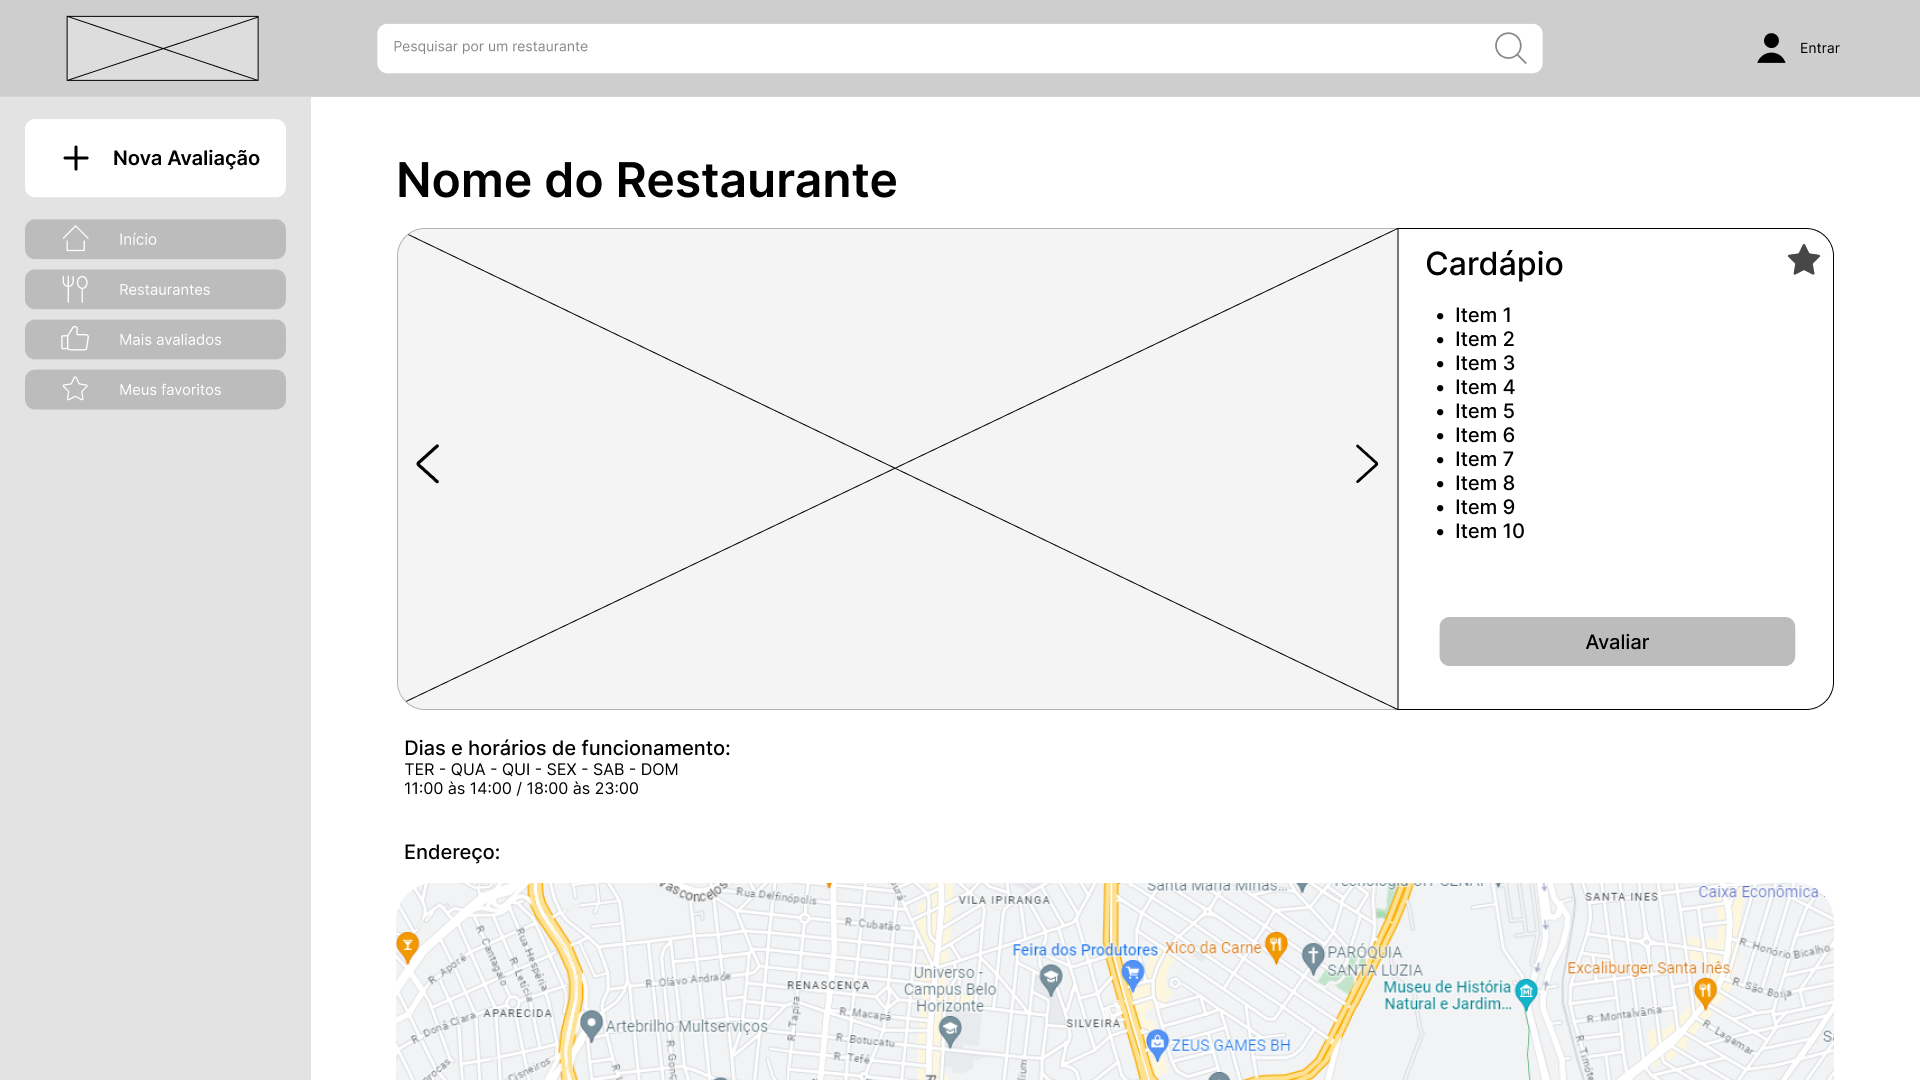 Pesquisar por um restaurante
Entrar
Nova Avaliação
Início
Restaurantes
Mais avaliados
Meus favoritos
Nome do Restaurante
Cardápio
Item 1
Item 2
Item 3
Item 4
Item 5
Item 6
Item 7
Item 8
Item 9
Item 10
Avaliar
Dias e horários de funcionamento:
TER - QUA - QUI - SEX - SAB - DOM
11:00 às 14:00 / 18:00 às 23:00
Endereço:
Vasconcelos
Rua Delfinópolis
VILA IPIRANGA
Santa Maria Minas...
SANTA INES
Caixa Econômica
R. Cubatão
R. Cantagalo
Rua Hespéria
R. Letícia
R. Aporé
Feira dos Produtores
Xico da Carne
PARÓQUIA
SANTA LUZIA
R. Honório Bicalho
Excaliburger Santa Inês
Universo -
Campus Belo
Horizonte
R. Olávo Andrade
RENASCENÇA
Museu de História
Natural e Jardim...
R. São Borja
R. Doná Clara
APARECIDA
Artebrilho Multserviços
R. Tapira
R. Macapá
SILVEIRA
R. Montalvânia
R. Lagamar
R. Botucatu
R. Tefé
ZEUS GAMES BH
Cisneiros